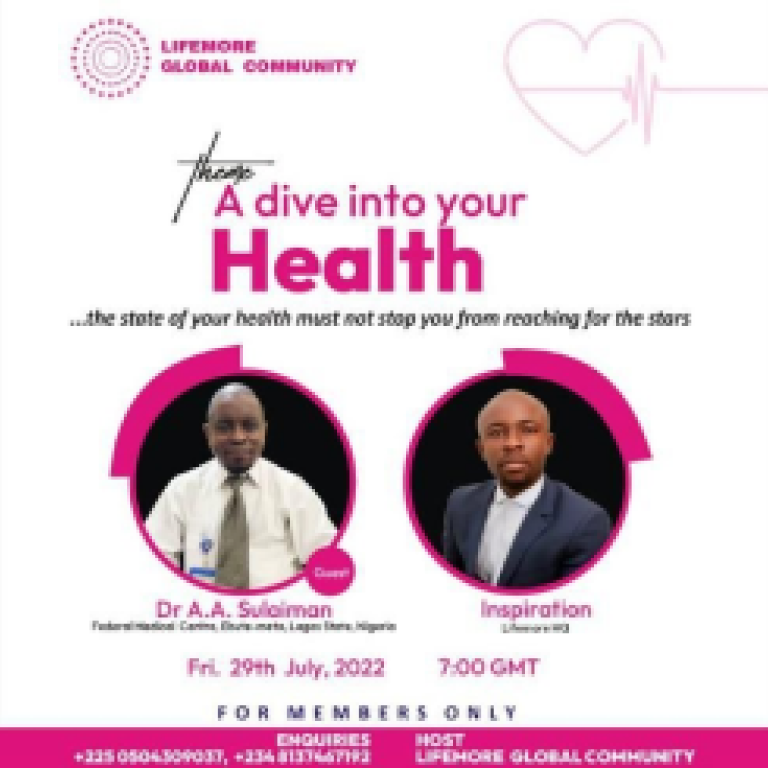 LIFEMORE
GLOBAL COMMUNITY
theme
A dive into your
Health
...the state of your health must not stop you from reaching for the stars
Guest
Dr A.A. Sulaiman
Federal Medical Centre, Ebute-meta, Lagos State, Nigeria
Inspiration
Lifemore HQ
Fri. 29th July, 2022
7:00 GMT
FOR MEMBERS ONLY
ENQUIRIES
+225 0504309037, +234 8137467192
HOST
LIFEMORE GLOBAL COMMUNITY